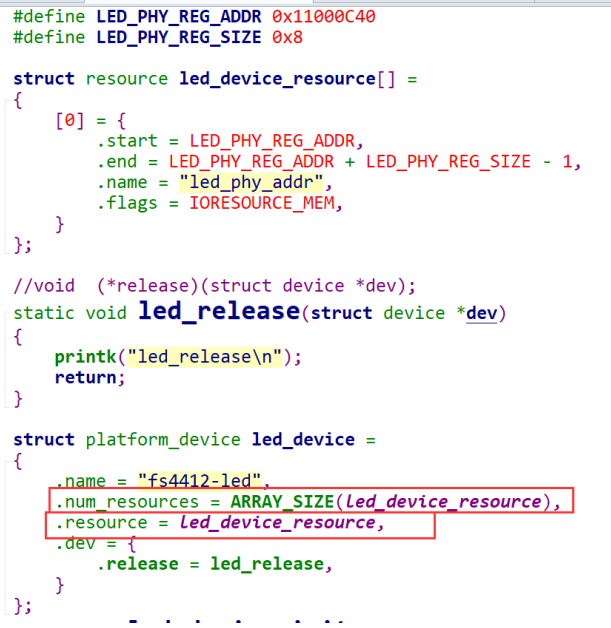 #define LED_PHY_REG_ADDR 0x11000C40
#define LED_PHY_REG_SIZE 0x8
struct resource led_device_resource[] =
{
[0] = {
.start = LED_PHY_REG_ADDR,
.end = LED_PHY_REG_ADDR + LED_PHY_REG_SIZE - 1,
.name = "led_phy_addr",
.flags = IORESOURCE_MEM,
}
};
//void  (*release)(struct device *dev);
static void led_release(struct device *dev)
{
printk("led_release\n");
return;
}
struct platform_device led_device =
{
.name = "fs4412-led",
.num_resources = ARRAY_SIZE(led_device_resource),
.resource = led_device_resource,
.dev = {
.release = led_release,
}
};